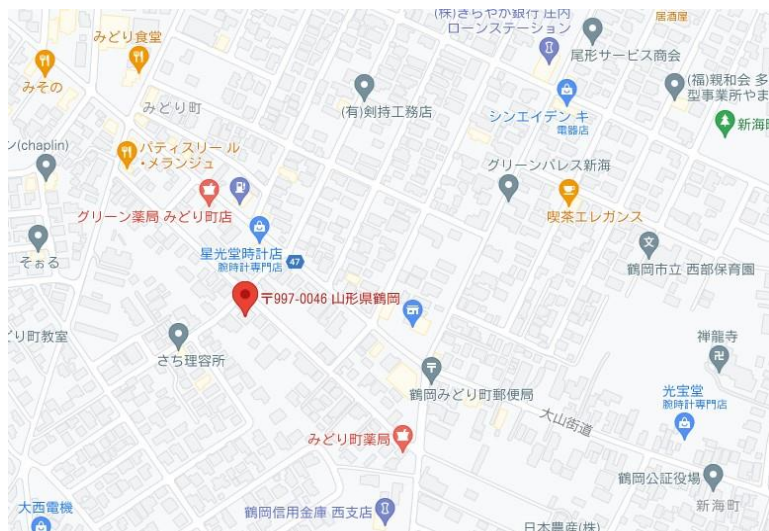 (株)きらやか銀行 庄内
ローンステーション
居酒屋
みどり食堂
尾形サービス商会
みその
(福)親和会 多
型事業所やま
みどり町
(有)剣持工務店
シンエイデン キ
電器店
新海町
ン(chaplin)
パティスリー ル
・メランジュ
グリーンパレス新海
グリーン薬局 みどり町店
喫茶エレガンス
星光堂時計店
腕時計専門店
47
文
鶴岡市立 西部保育園
そぉる
〒997-0046 山形県鶴岡
どり町教室
さち理容所
禅龍寺
〒
鶴岡みどり町郵便局
光宝堂
腕時計専門店
大山街道
みどり町薬局
鶴岡公証役場
大西電機
鶴岡信用金庫 西支店
新海町
日本農産(株)